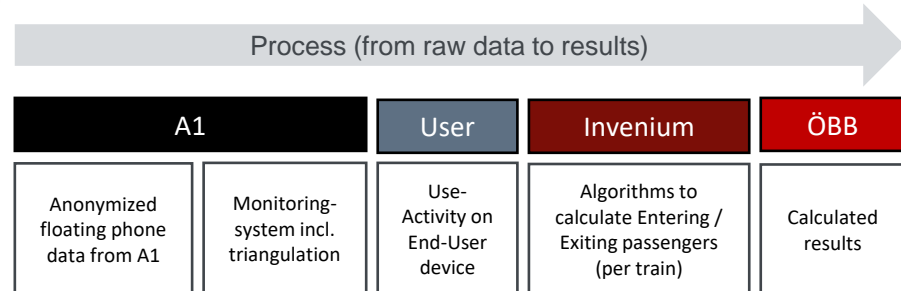 Process (from raw data to results)
A1
User
Invenium
ÖBB
Anonymized
floating phone
data from A1
Monitoring-
system incl.
triangulation
Use-
Activity on
End-User
device
Algorithms to
calculate Entering /
Exiting passengers
(per train)
Calculated
results